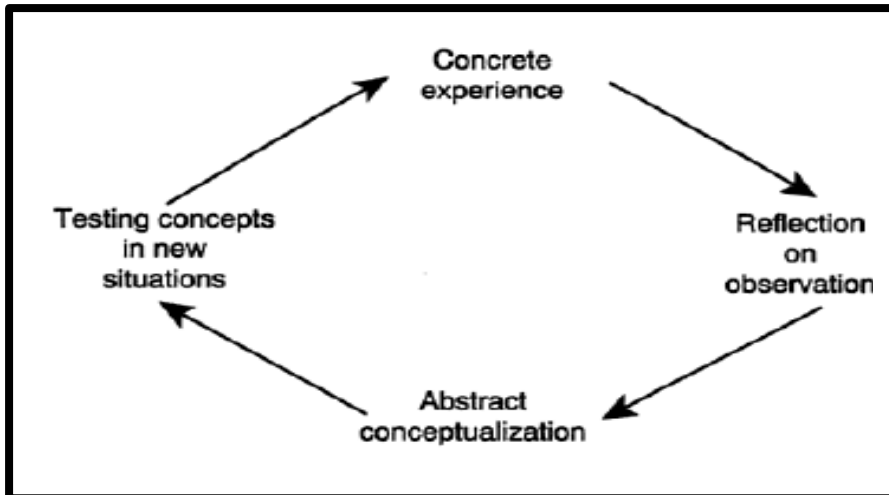 Concrete
experience
Testing concepts
in new
situations
Reflection
on
observation
Abstract
conceptualization